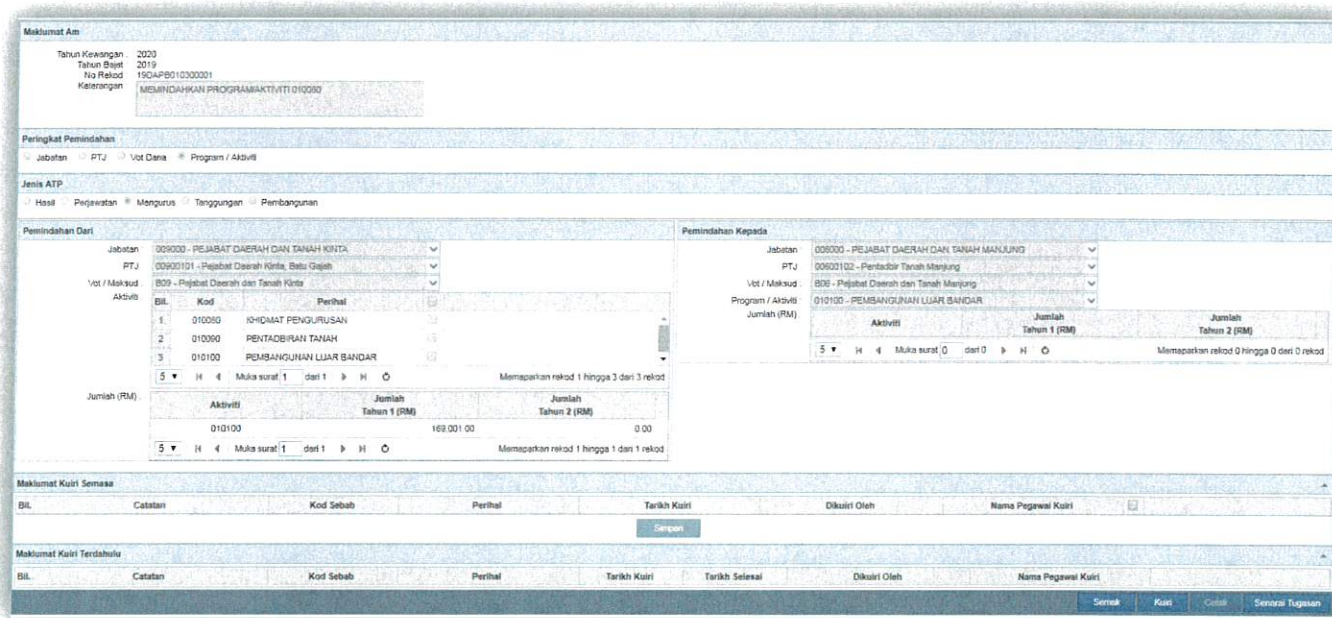 Maklumat Am
Tahun Kewangan : 2020
Tahun Bajet 2019
No Rekod 19DAPB010300001
Keterangan MEMINDAHKAN PROGRAM/AKTIVITI 010080
Peringkat Pemindahan
Jabatan PTJ Vot Dana Program / Aktiviti
Jenis ATP
Hasil Perjawatan Mengurus Tanggungan Pembangunan
Pemindahan Dari
Jabatan : 009000 - PEJABAT DAERAH DAN TANAH KINTA
PTJ 00900101 - Pejabat Daerah Kinta, Batu Gajah
Vot / Maksud : B09 - Pejabat Daerah dan Tanah Kinta
Aktiviti
Bil. Kod Perihal
1. 010080 KHIDMAT PENGURUSAN
2 010090 PENTADBIRAN TANAH
3 010100 PEMBANGUNAN LUAR BANDAR
5 Muka surat 1 dari 1 Memaparkan rekod 1 hingga 3 dari 3 rekod
Jumlah (RM) :
Aktiviti Jumlah Tahun 1 (RM) Jumlah Tahun 2 (RM)
010100 169,001.00 0.00
5 Muka surat 1 dari 1 Memaparkan rekod 1 hingga 1 dari 1 rekod
Pemindahan Kepada
Jabatan : 006000 - PEJABAT DAERAH DAN TANAH MANJUNG
PTJ 00600102 - Pentadbir Tanah Manjung
Vot / Maksud : B06 - Pejabat Daerah dan Tanah Manjung
Program / Aktiviti : 010100 - PEMBANGUNAN LUAR BANDAR
Jumlah (RM)
Aktiviti Jumlah Tahun 1 (RM) Jumlah Tahun 2 (RM)
5 Muka surat 0 dari 0 Memaparkan rekod 0 hingga 0 dari 0 rekod
Maklumat Kuiri Semasa
Bil. Catatan Kod Sebab Perihal Tarikh Kuiri Dikuiri Oleh Nama Pegawai Kuiri
Simpan
Maklumat Kuiri Terdahulu
Bil. Catatan Kod Sebab Perihal Tarikh Kuiri Tarikh Selesai Dikuiri Oleh Nama Pegawai Kuiri
Semak Kuiri Cetak Senarai Tugasan